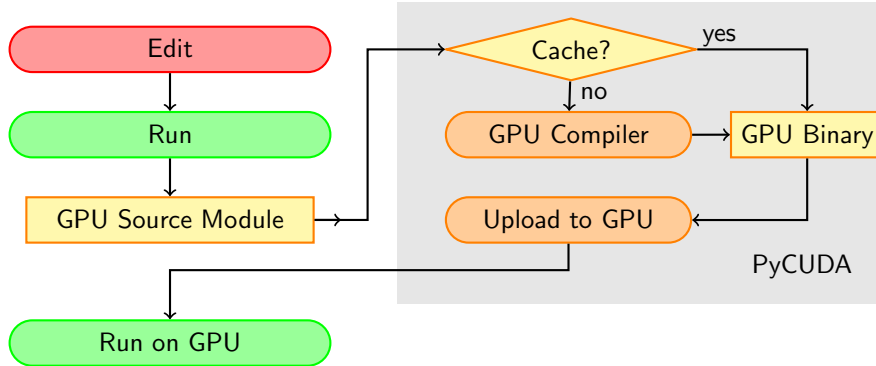 Edit
Cache?
yes
no
Run
GPU Compiler
GPU Binary
GPU Source Module
Upload to GPU
PyCUDA
Run on GPU